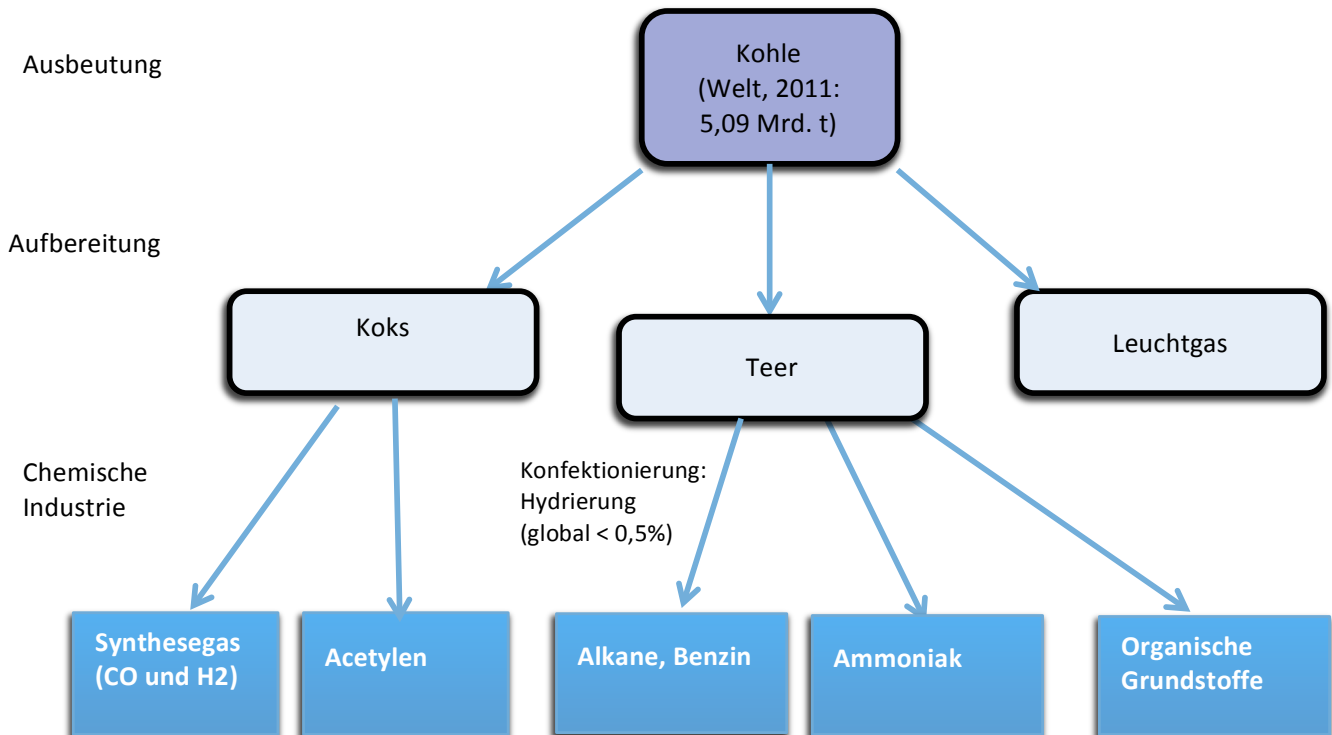 Ausbeutung
Kohle
(Welt, 2011:
5,09 Mrd. t)
Aufbereitung
Koks
Teer
Leuchtgas
Chemische
Industrie
Konfektionierung:
Hydrierung
(global < 0,5%)
Synthesegas
(CO und H2)
Acetylen
Alkane, Benzin
Ammoniak
Organische
Grundstoffe